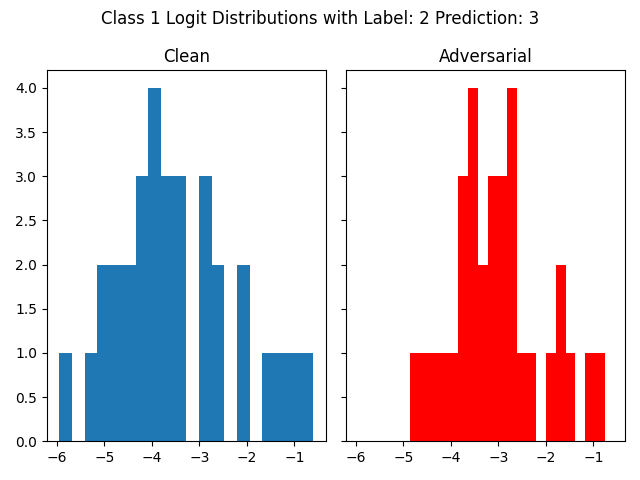 Class 1 Logit Distributions with Label: 2 Prediction: 3
Clean
Adversarial
4.0
3.5
3.0
2.5
2.0
1.5
1.0
0.5
0.0
−6 −5 −4 −3 −2 −1
−6 −5 −4 −3 −2 −1